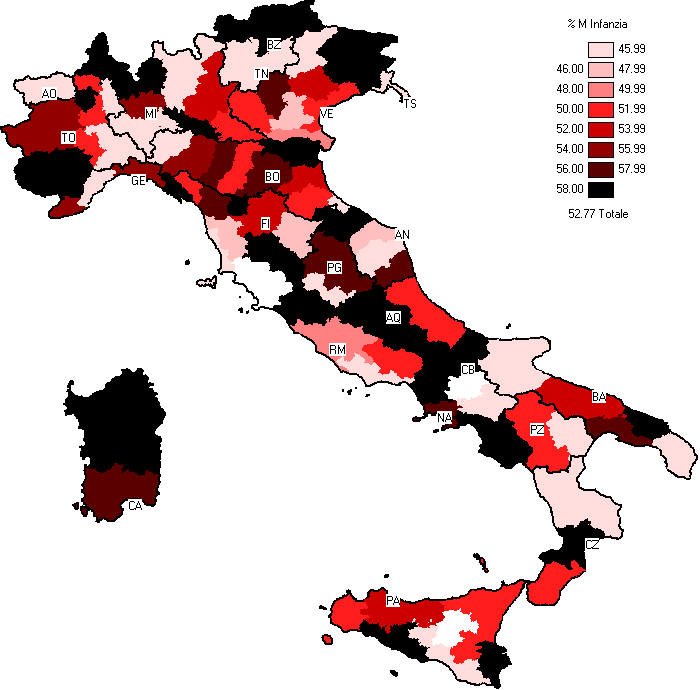 % M Infanzia
45.99
46.00 47.99
48.00 49.99
50.00 51.99
52.00 53.99
54.00 55.99
56.00 57.99
58.00
52.77 Totale
BZ
TN
AO
TS
MI
VE
TO
BO
GE
FI
AN
PG
AQ
RM
CB
BA
NA
PZ
CA
CZ
PA